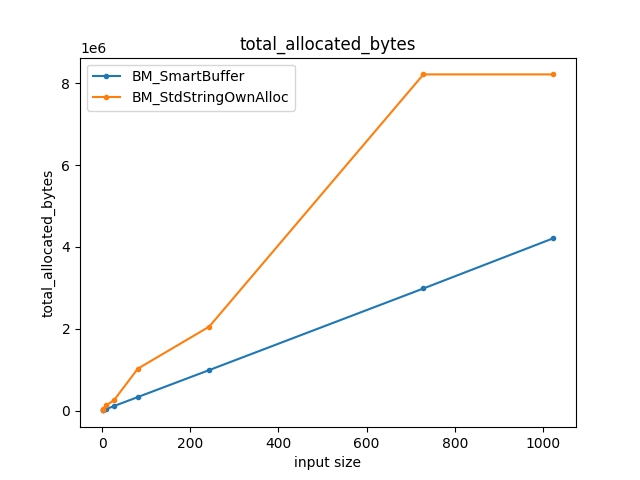 total_allocated_bytes
1e6
BM_SmartBuffer
BM_StdStringOwnAlloc
total_allocated_bytes
8
6
4
2
0
0 200 400 600 800 1000
input size